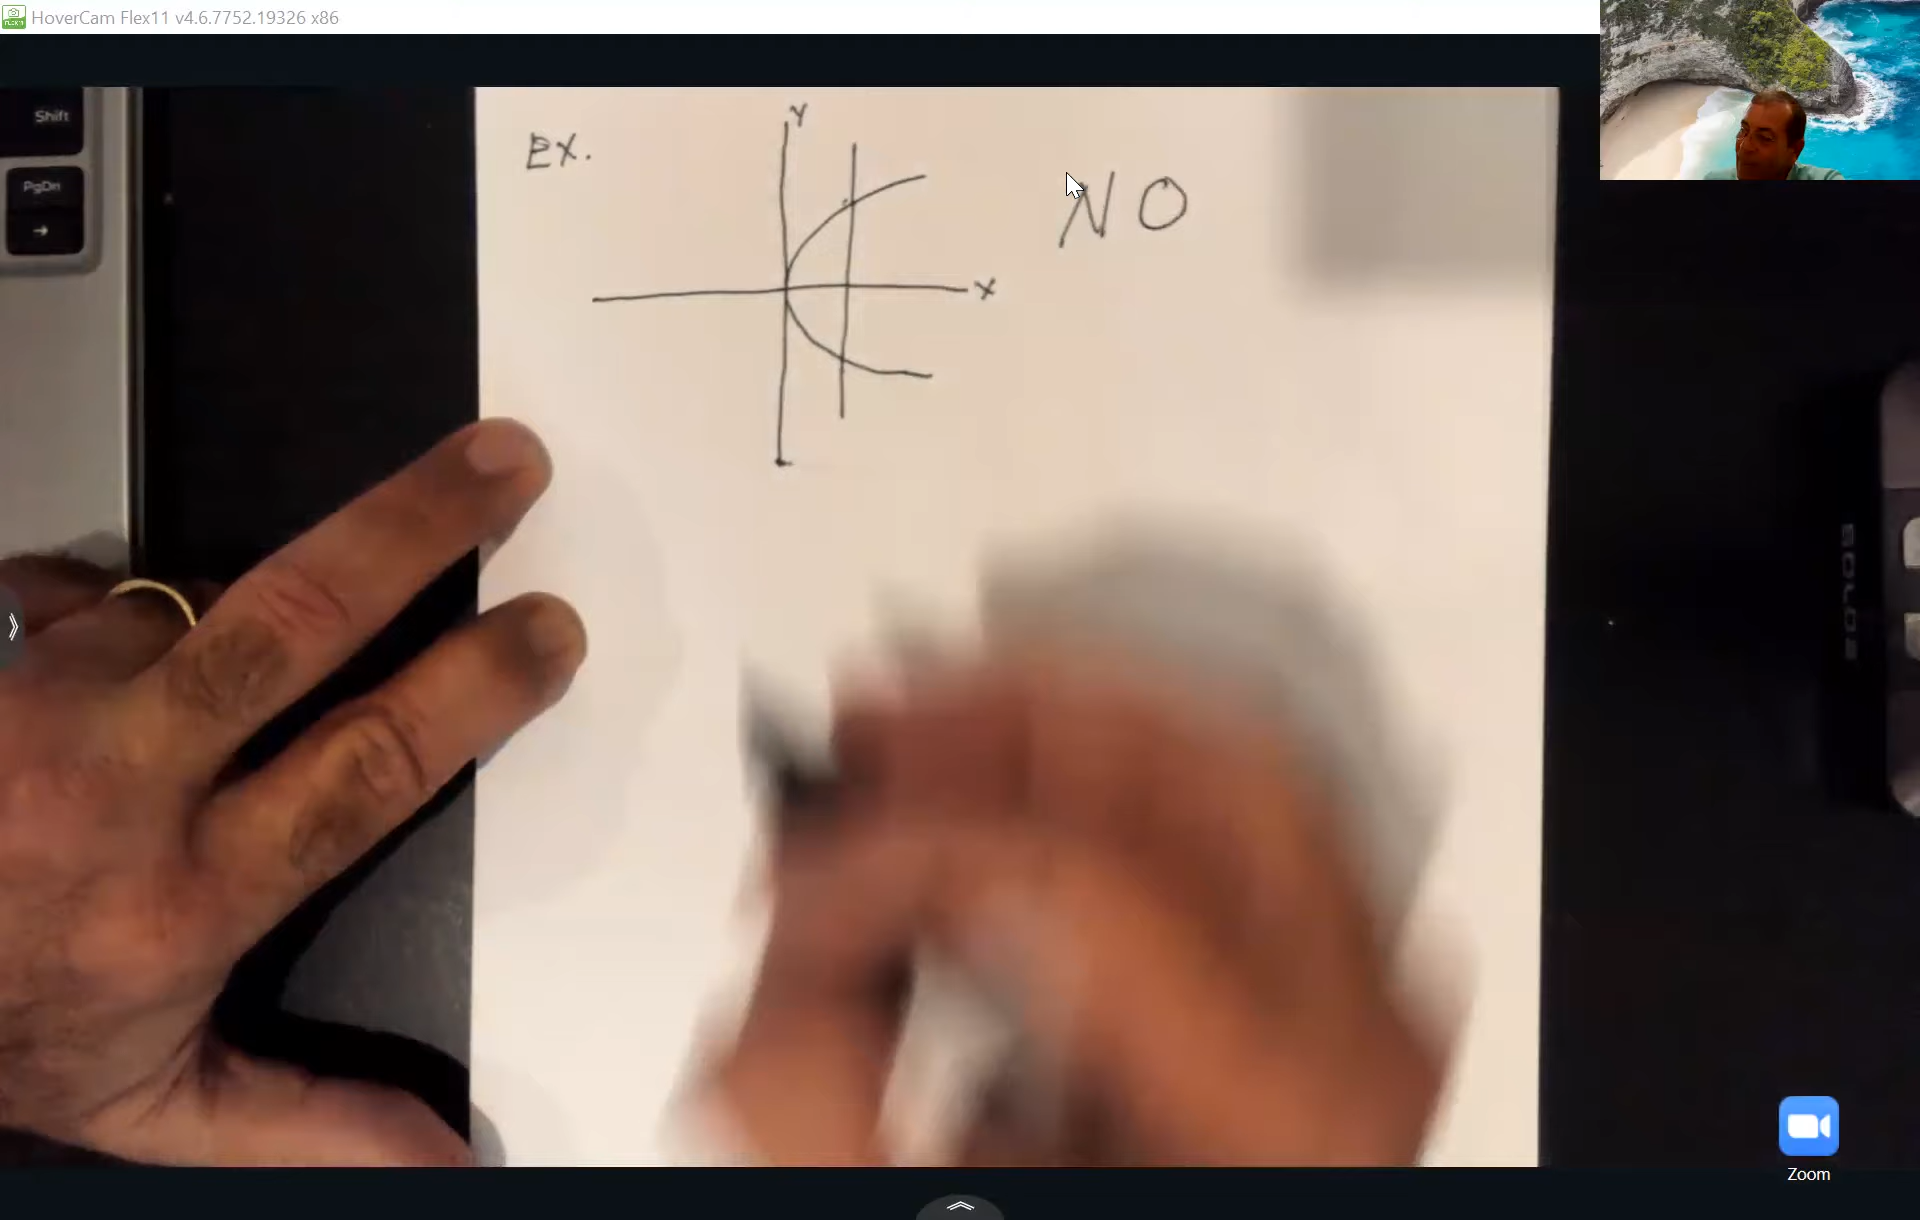 HoverCam Flex11 v4.6.7752.19326 x86
Shift
PgDn
Ex.
Y
NO
x
Zoom